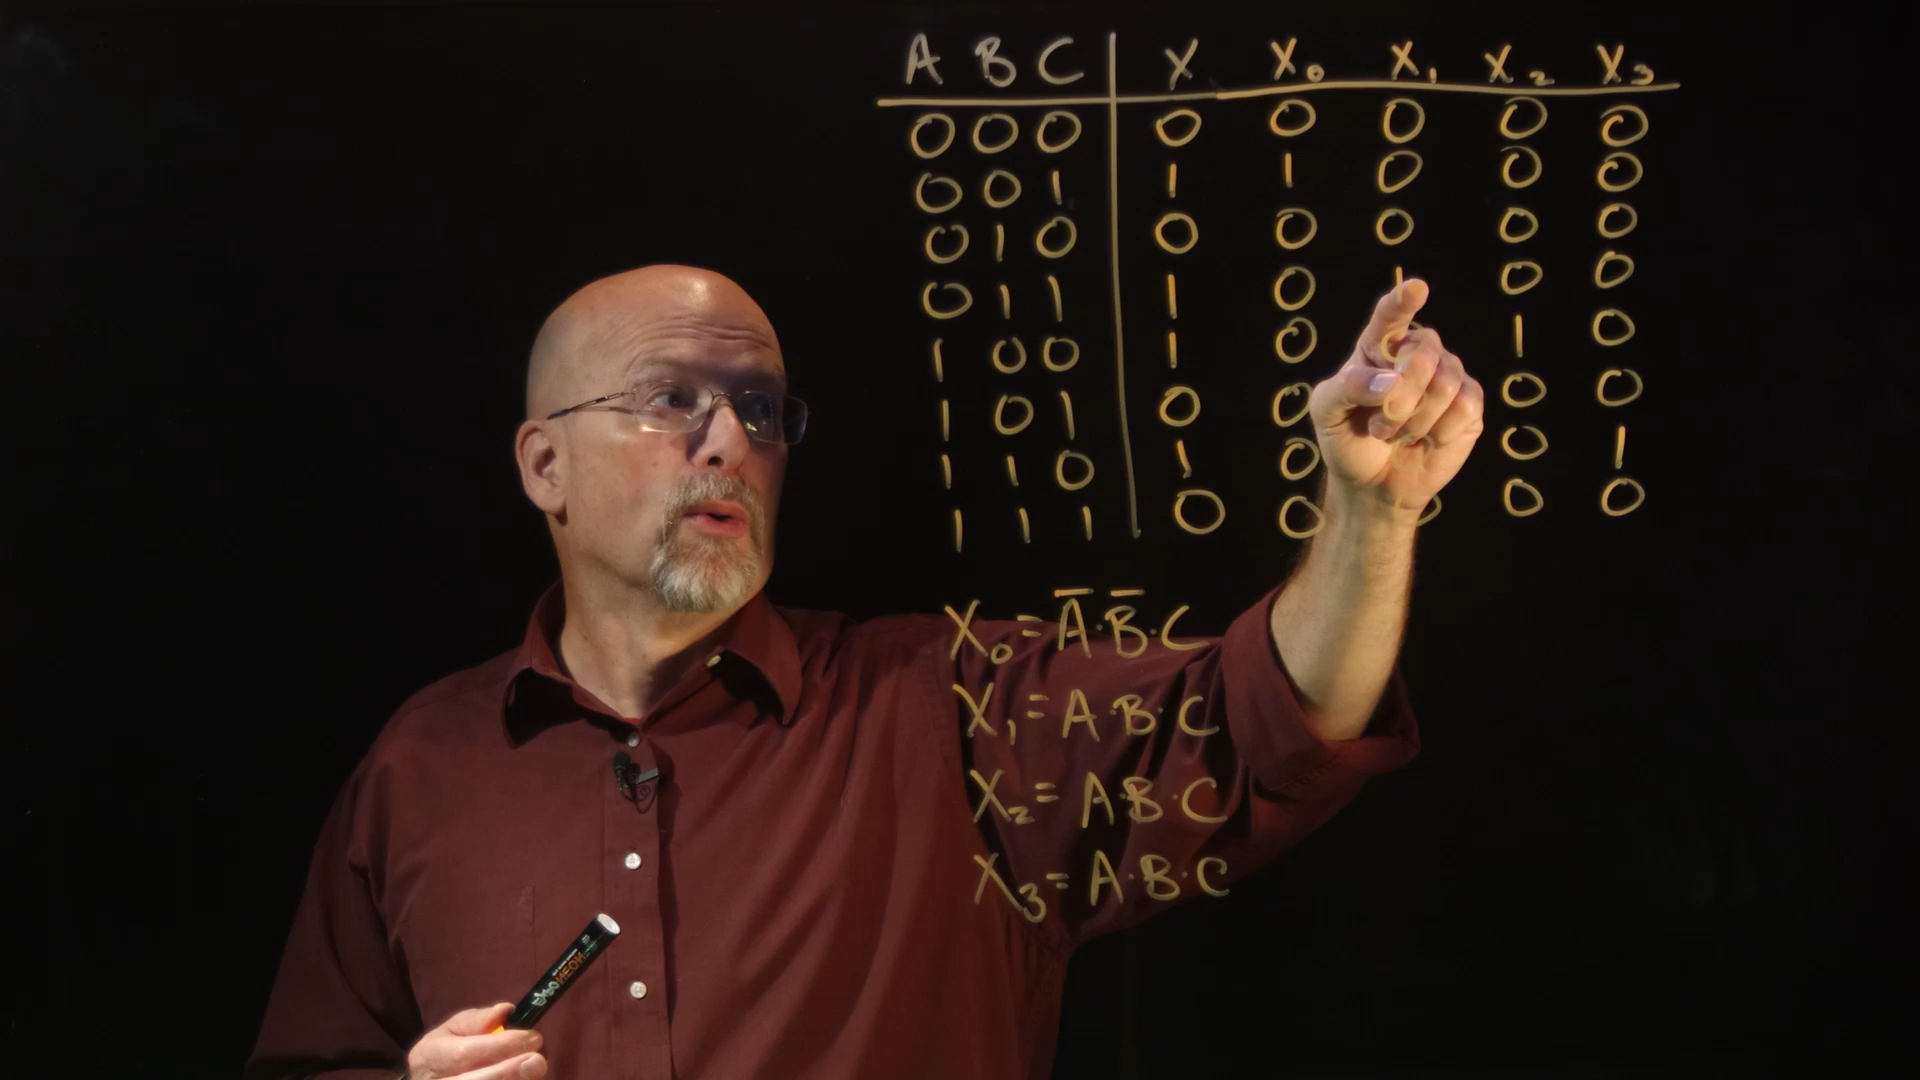 A B C X X₀ X₁ X₂ X₃
0 0 0 0 0 0 0 0
0 0 1 1 1 0 0 0
0 1 0 0 0 0 0 0
0 1 1 1 0 1 0 0
1 0 0 1 0 0 1 0
1 0 1 0 0 0 0
1 1 0 1 0 0 1
1 1 1 0 0 0 0 0
X₀ = A̅·B̅·C
X₁ = A·B·C
X₂ = A·B·C
X₃ = A·B·C
EXPO NEON